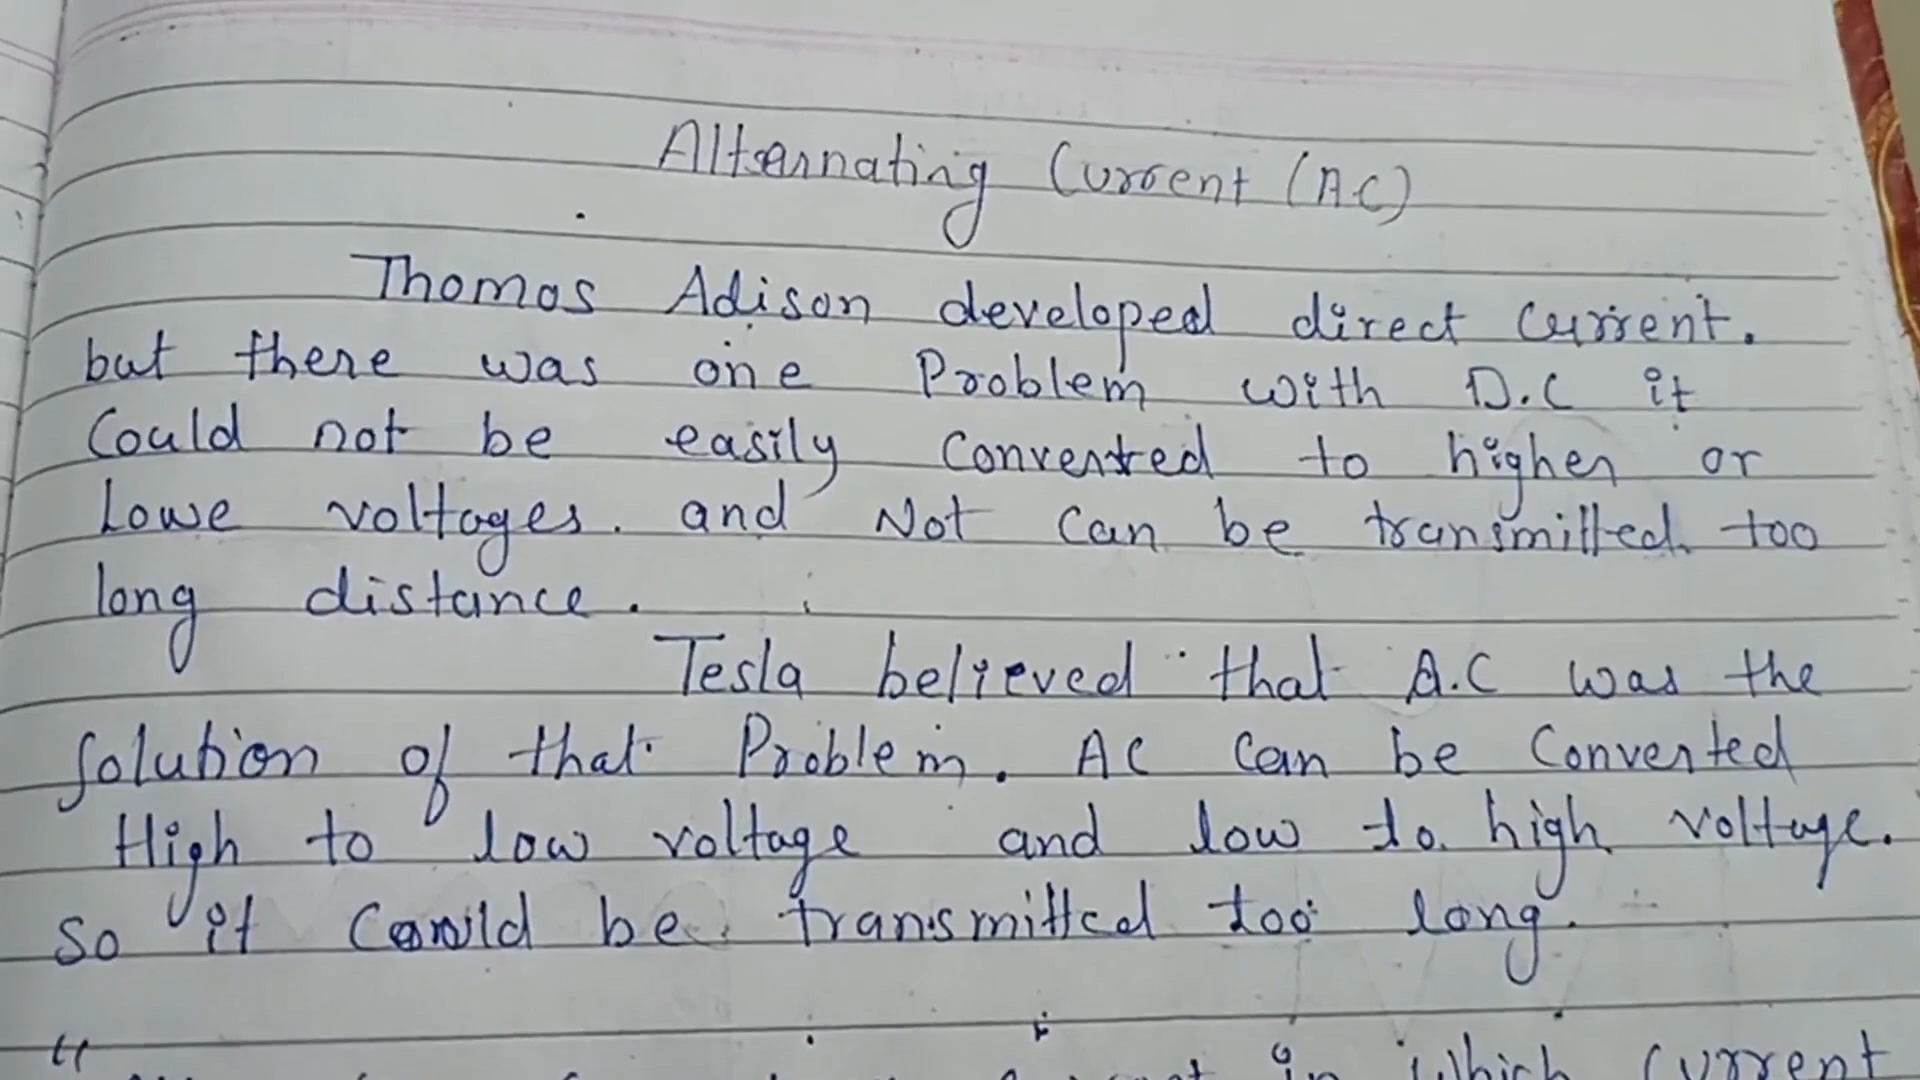 Alternating Current (AC)
Thomas Adison developed direct current.
but there was one Problem with D.C it
Could not be easily Converted to higher or
Lowe voltages. and Not Can be transmitted too
long distance.
Tesla believed that A.C was the
Solution of that Problem. AC Can be Converted
High to low voltage and low to high voltage.
So it Could be transmitted too long.
" in which Current